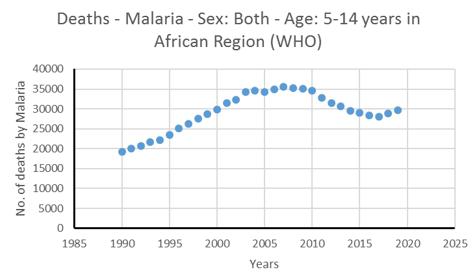 Deaths - Malaria - Sex: Both - Age: 5-14 years in
African Region (WHO)
No. of deaths by Malaria
40000
35000
30000
25000
20000
15000
10000
5000
0
1985 1990 1995 2000 2005 2010 2015 2020 2025
Years